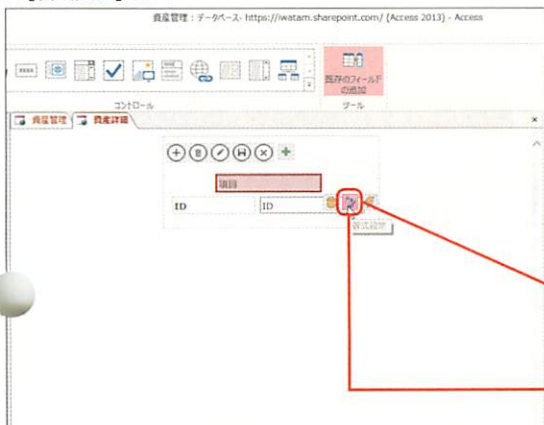 資産管理：データベース- https://iwatam.sharepoint.com/ (Access 2013) - Access
既存のフィールド
の追加
コントロール
ツール
資産管理
資産詳細
項目
ID
ID
書式設定